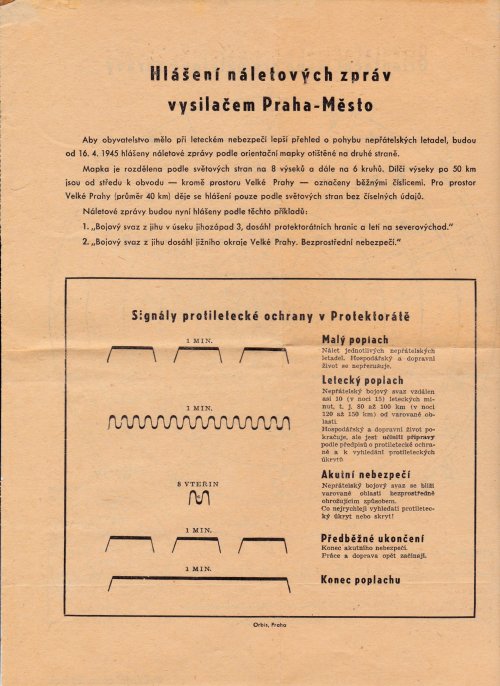 Hlášení náletových zpráv
vysilačem Praha-Město
Aby obyvatelstvo mělo při leteckém nebezpečí lepší přehled o pohybu nepřátelských letadel, budou
od 16. 4. 1945 hlášeny náletové zprávy podle orientační mapky otištěné na druhé straně.
Mapka je rozdělena podle světových stran na 8 výseků a dále na 6 kruhů. Dílčí výseky po 50 km
jsou od středu k obvodu — kromě prostoru Velké Prahy — označeny běžnými číslicemi. Pro prostor
Velké Prahy (průměr 40 km) děje se hlášení pouze podle světových stran bez číselných údajů.
Náletové zprávy budou nyní hlášeny podle těchto příkladů:
1. „Bojový svaz z jihu v úseku jihozápad 3, dosáhl protektorátních hranic a letí na severovýchod."
2. „Bojový svaz z jihu dosáhl jižního okraje Velké Prahy. Bezprostřední nebezpečí."
Signály protiletecké ochrany v Protektorátě
1 MIN.
Malý poplach
Nálet jednotlivých nepřátelských
letadel. Hospodářský a dopravní
život se nepřerušuje.
Letecký poplach
1 MIN.
Nepřátelský bojový svaz vzdálen
asi 10 (v noci 15) leteckých mi-
nut, t. j. 80 až 100 km (v noci
120 až 150 km) od varované ob-
lasti.
Hospodářský a dopravní život po-
kračuje, ale jest učiniti přípravy
podle předpisů o protiletecké ochra-
ně a k vyhledání protileteckých
úkrytů
8 VTEŘIN
Akutní nebezpečí
Nepřátelský bojový svaz se blíží
varované oblasti bezprostředně
ohrožujícím způsobem.
Co nejrychleji vyhledati protiletec-
ký úkryt nebo skrýt!
1 MIN.
Předběžné ukončení
Konec akutního nebezpečí.
Práce a doprava opět začínají.
1 MIN.
Konec poplachu
Orbis, Praha